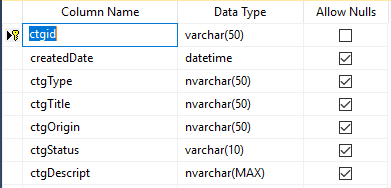 Column Name Data Type Allow Nulls
ctgid varchar(50)
createdDate datetime
ctgType nvarchar(50)
ctgTitle nvarchar(50)
ctgOrigin nvarchar(50)
ctgStatus varchar(10)
ctgDescript nvarchar(MAX)